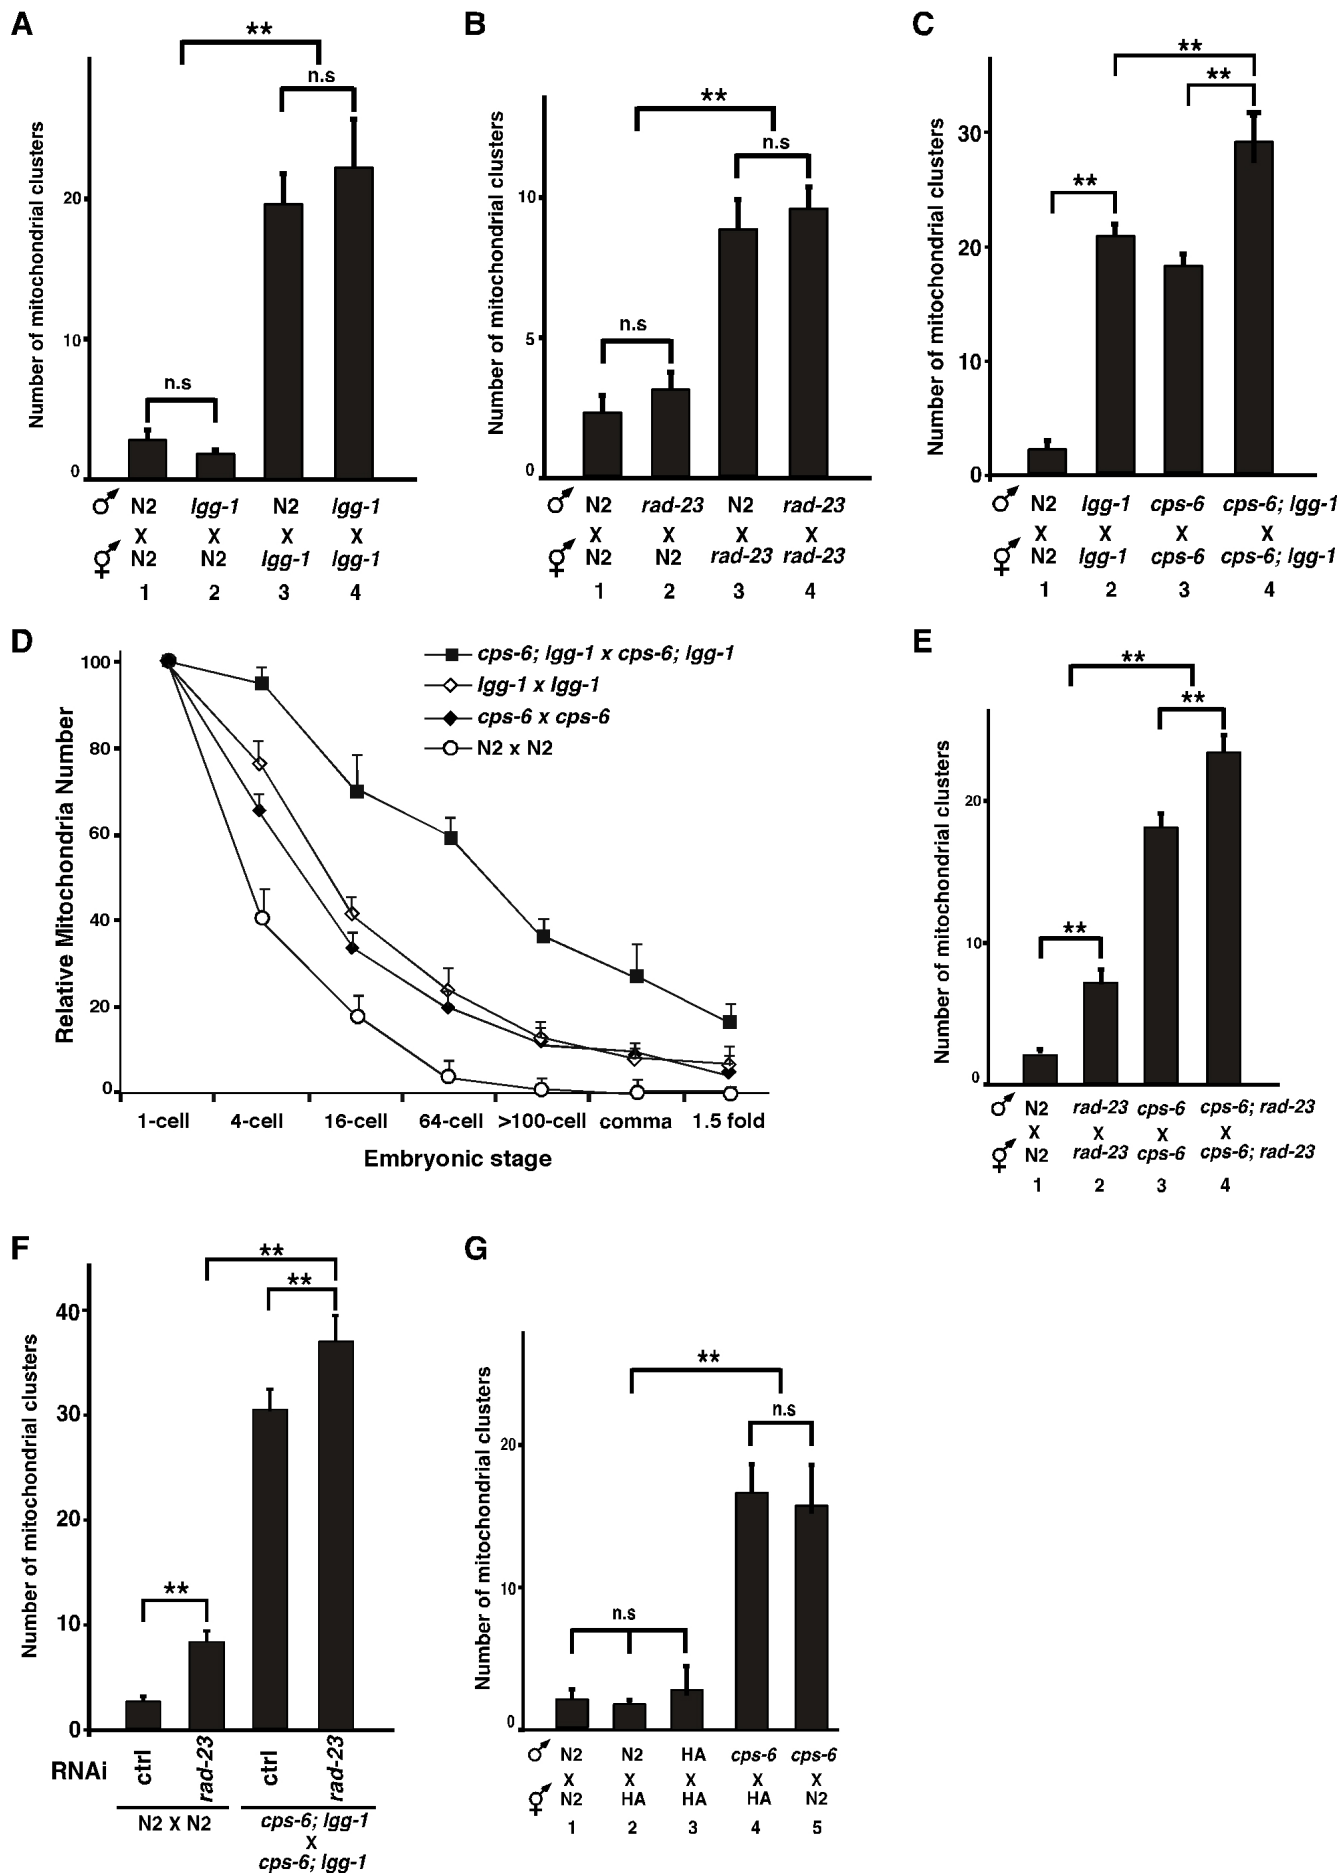 A
**
n.s
n.s
Number of mitochondrial clusters
20
10
0
♂ N2 lgg-1 N2 lgg-1
X X X X
⚥ N2 N2 lgg-1 lgg-1
1 2 3 4
B
**
n.s
n.s
Number of mitochondrial clusters
10
5
0
♂ N2 rad-23 N2 rad-23
X X X X
⚥ N2 N2 rad-23 rad-23
1 2 3 4
C
**
**
**
Number of mitochondrial clusters
30
20
10
0
♂ N2 lgg-1 cps-6 cps-6; lgg-1
X X X X
⚥ N2 lgg-1 cps-6 cps-6; lgg-1
1 2 3 4
D
cps-6; lgg-1 x cps-6; lgg-1
lgg-1 x lgg-1
cps-6 x cps-6
N2 x N2
Relative Mitochondria Number
100
80
60
40
20
0
1-cell 4-cell 16-cell 64-cell >100-cell comma 1.5 fold
Embryonic stage
E
**
**
**
Number of mitochondrial clusters
20
10
0
♂ N2 rad-23 cps-6 cps-6; rad-23
X X X X
⚥ N2 rad-23 cps-6 cps-6; rad-23
1 2 3 4
F
**
**
**
Number of mitochondrial clusters
40
30
20
10
0
RNAi ctrl rad-23 ctrl rad-23
N2 X N2 cps-6; lgg-1
X
cps-6; lgg-1
G
**
n.s
n.s
Number of mitochondrial clusters
20
10
0
♂ N2 N2 HA cps-6 cps-6
X X X X X
⚥ N2 HA HA HA N2
1 2 3 4 5